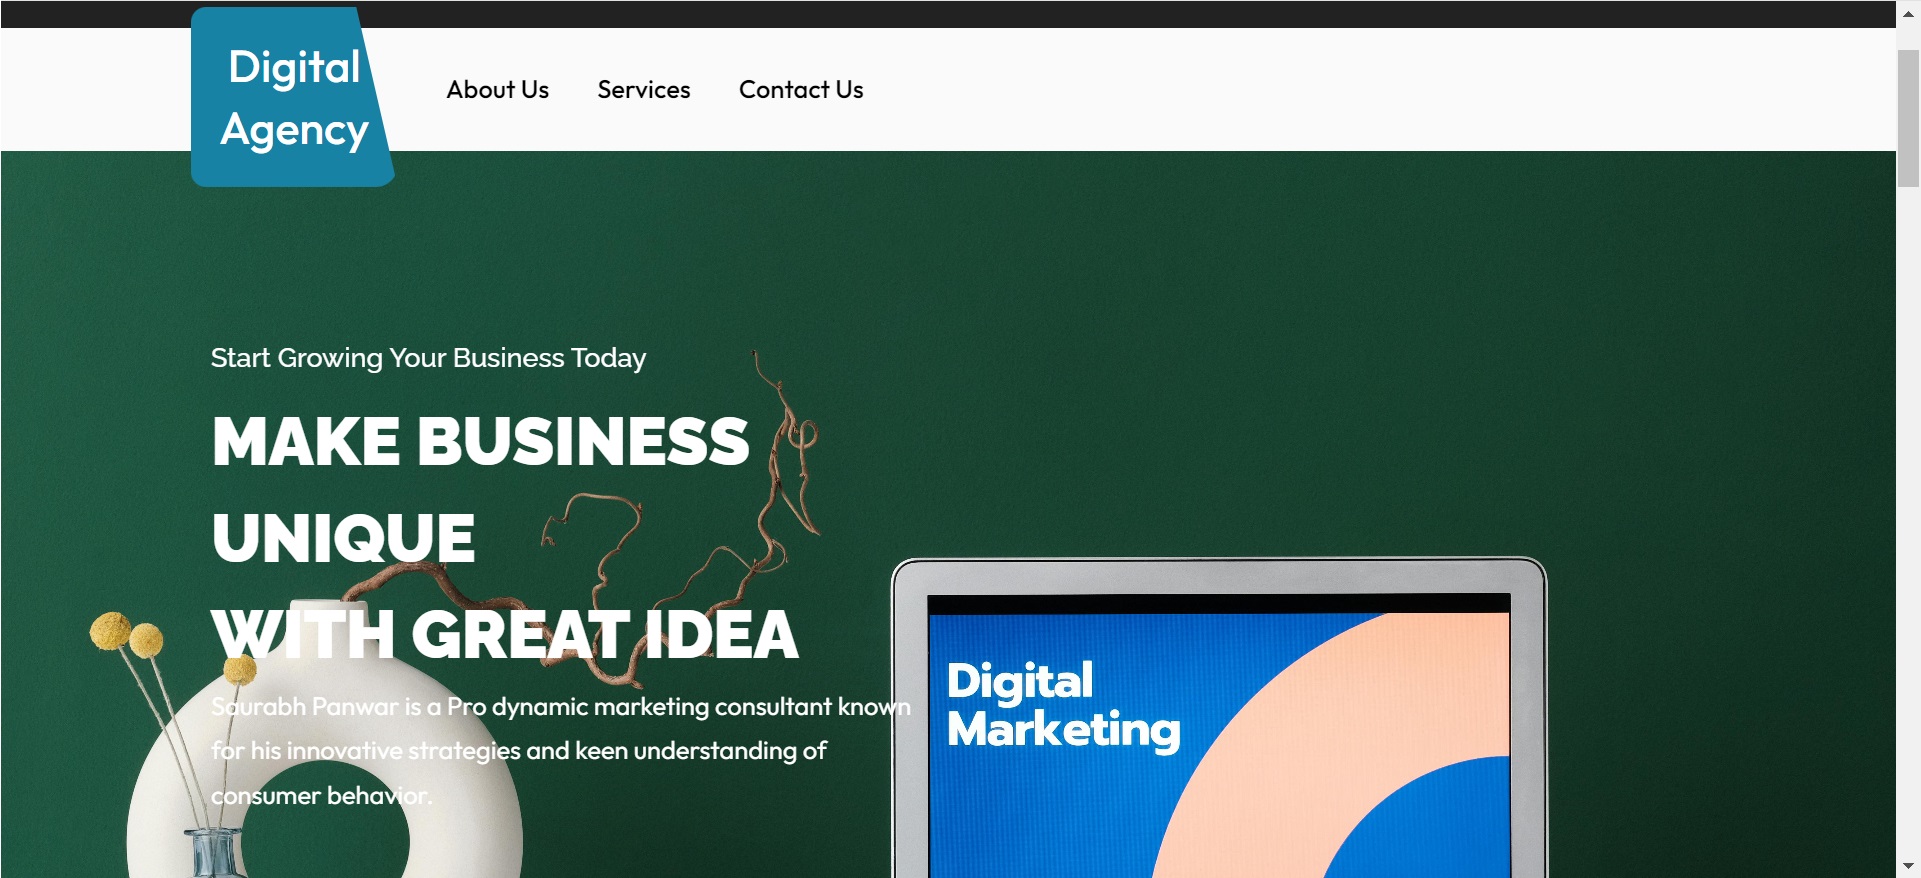 Digital
Agency
About Us
Services
Contact Us
Start Growing Your Business Today
MAKE BUSINESS
UNIQUE
WITH GREAT IDEA
Saurabh Panwar is a Pro dynamic marketing consultant known
for his innovative strategies and keen understanding of
consumer behavior.
Digital
Marketing